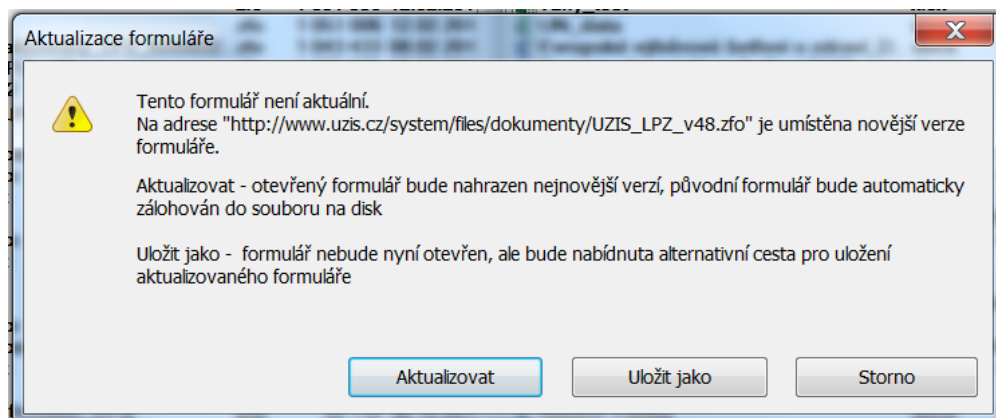 Aktualizace formuláře
Tento formulář není aktuální.
Na adrese "http://www.uzis.cz/system/files/dokumenty/UZIS_LPZ_v48.zfo" je umístěna novější verze
formuláře.
Aktualizovat - otevřený formulář bude nahrazen nejnovější verzí, původní formulář bude automaticky
zálohován do souboru na disk
Uložit jako -  formulář nebude nyní otevřen, ale bude nabídnuta alternativní cesta pro uložení
aktualizovaného formuláře
Aktualizovat
Uložit jako
Storno